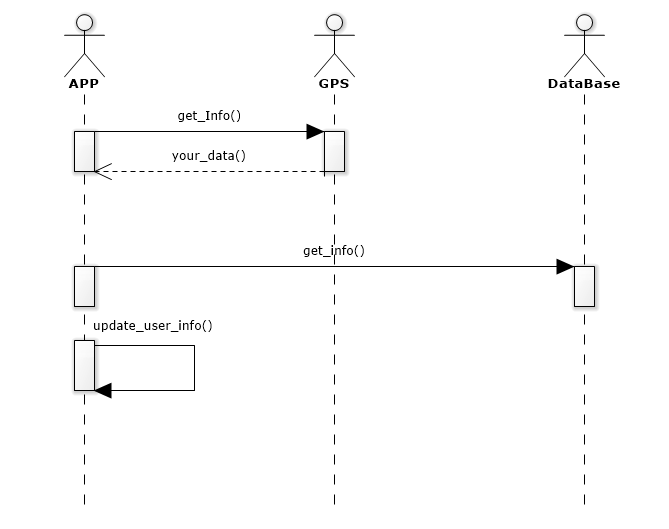 APP
GPS
DataBase
get_Info()
your_data()
get_info()
update_user_info()